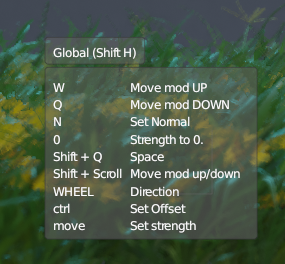 Global (Shift H)
W Move mod UP
Q Move mod DOWN
N Set Normal
0 Strength to 0.
Shift + Q Space
Shift + Scroll Move mod up/down
WHEEL Direction
ctrl Set Offset
move Set strength